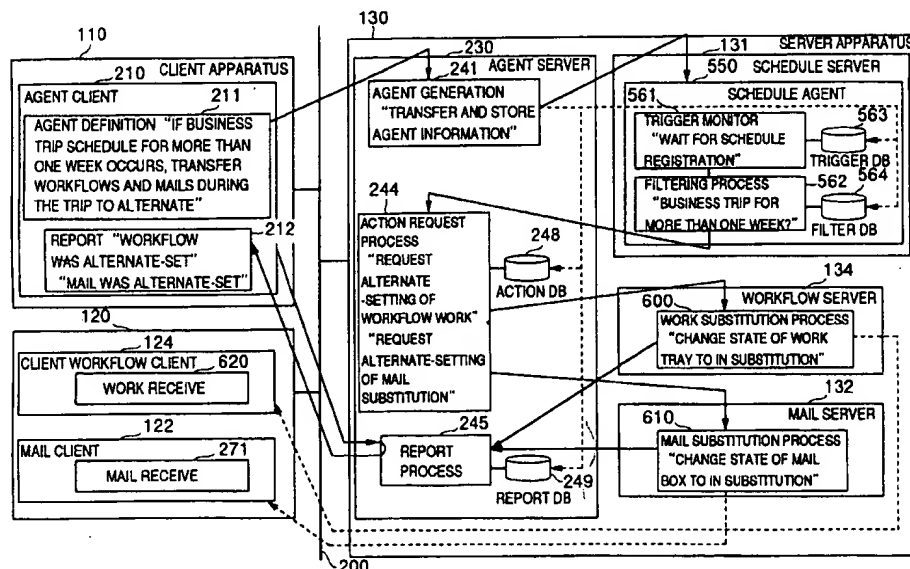 110
CLIENT APPARATUS
210
AGENT CLIENT
211
AGENT DEFINITION "IF BUSINESS
TRIP SCHEDULE FOR MORE THAN
ONE WEEK OCCURS, TRANSFER
WORKFLOWS AND MAILS DURING
THE TRIP TO ALTERNATE"
212
REPORT "WORKFLOW
WAS ALTERNATE-SET"
"MAIL WAS ALTERNATE-SET"
120
124
CLIENT WORKFLOW CLIENT
620
WORK RECEIVE
122
MAIL CLIENT
271
MAIL RECEIVE
200
130
SERVER APPARATUS
230
AGENT SERVER
241
AGENT GENERATION
"TRANSFER AND STORE
AGENT INFORMATION"
244
ACTION REQUEST
PROCESS
"REQUEST
ALTERNATE
-SETTING OF
WORKFLOW WORK"
"REQUEST
ALTERNATE-SETTING
OF MAIL
SUBSTITUTION"
248
ACTION DB
245
REPORT
PROCESS
249
REPORT DB
131
SCHEDULE SERVER
550
SCHEDULE AGENT
561
TRIGGER MONITOR
"WAIT FOR SCHEDULE
REGISTRATION"
563
TRIGGER DB
FILTERING PROCESS
562
"BUSINESS TRIP FOR
MORE THAN ONE WEEK?"
564
FILTER DB
134
WORKFLOW SERVER
600
WORK SUBSTITUTION PROCESS
"CHANGE STATE OF WORK
TRAY TO IN SUBSTITUTION"
132
MAIL SERVER
610
MAIL SUBSTITUTION PROCESS
"CHANGE STATE OF MAIL
BOX TO IN SUBSTITUTION"